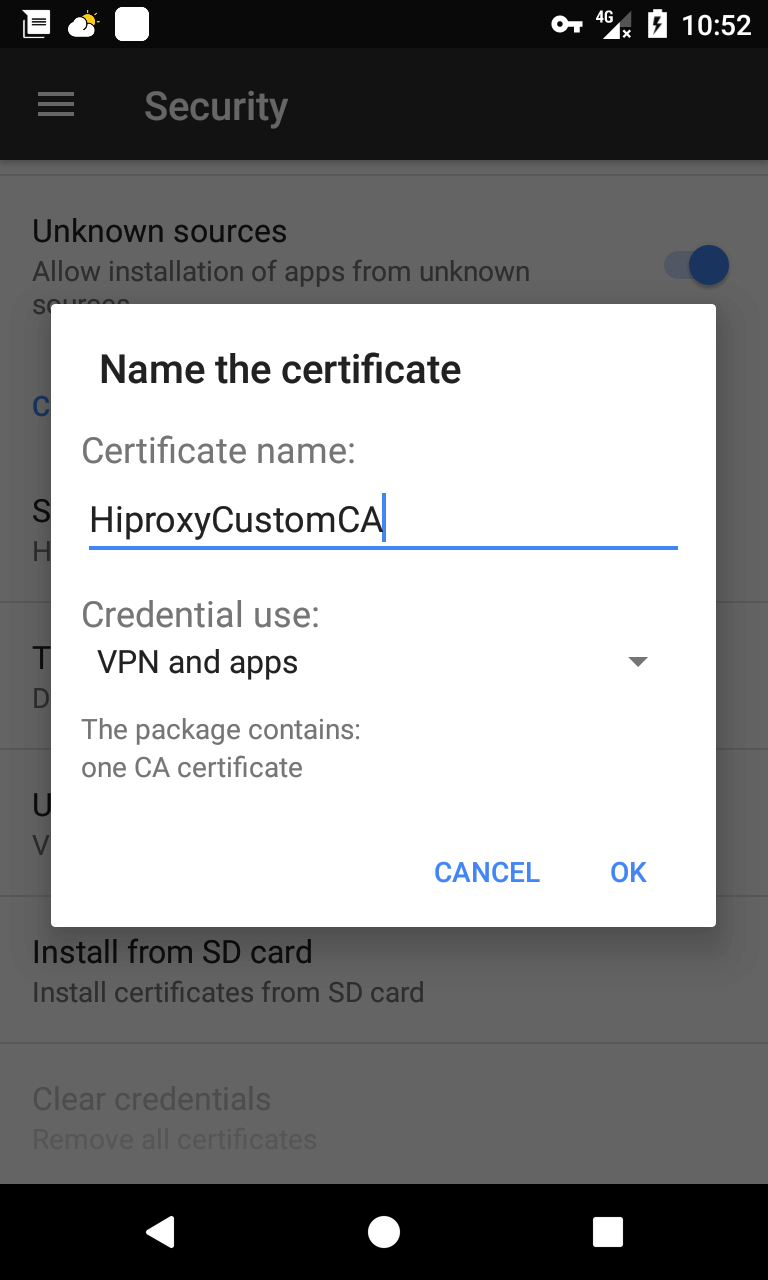 4G 10:52
Security
Unknown sources
Allow installation of apps from unknown
sources
Name the certificate
C
Certificate name:
S
HiproxyCustomCA
H
Credential use:
T
VPN and apps
D
The package contains:
one CA certificate
U
V
CANCEL OK
Install from SD card
Install certificates from SD card
Clear credentials
Remove all certificates